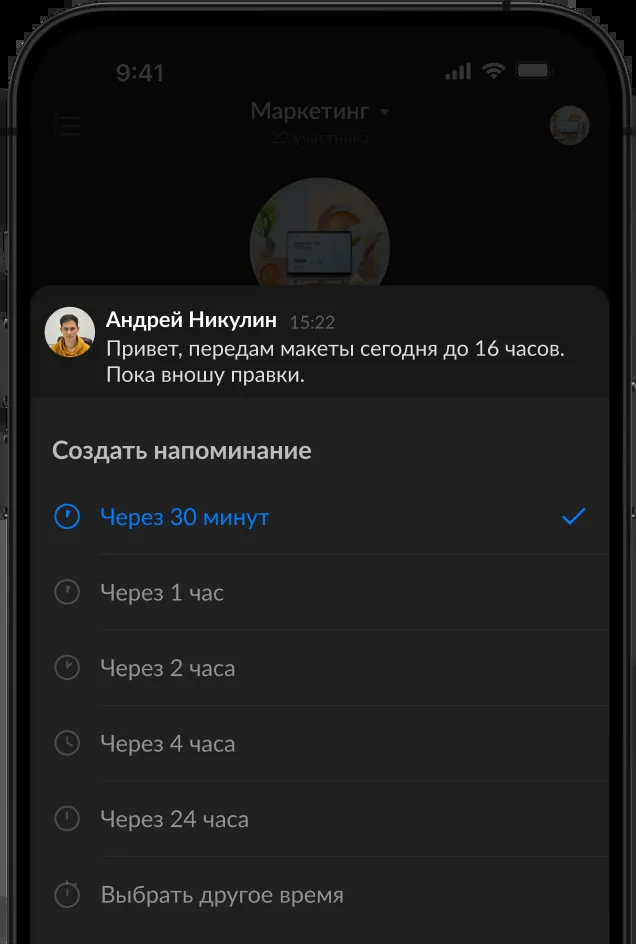 9:41
Маркетинг
22 участника
Андрей Никулин 15:22
Привет, передам макеты сегодня до 16 часов.
Пока вношу правки.
Создать напоминание
Через 30 минут
Через 1 час
Через 2 часа
Через 4 часа
Через 24 часа
Выбрать другое время